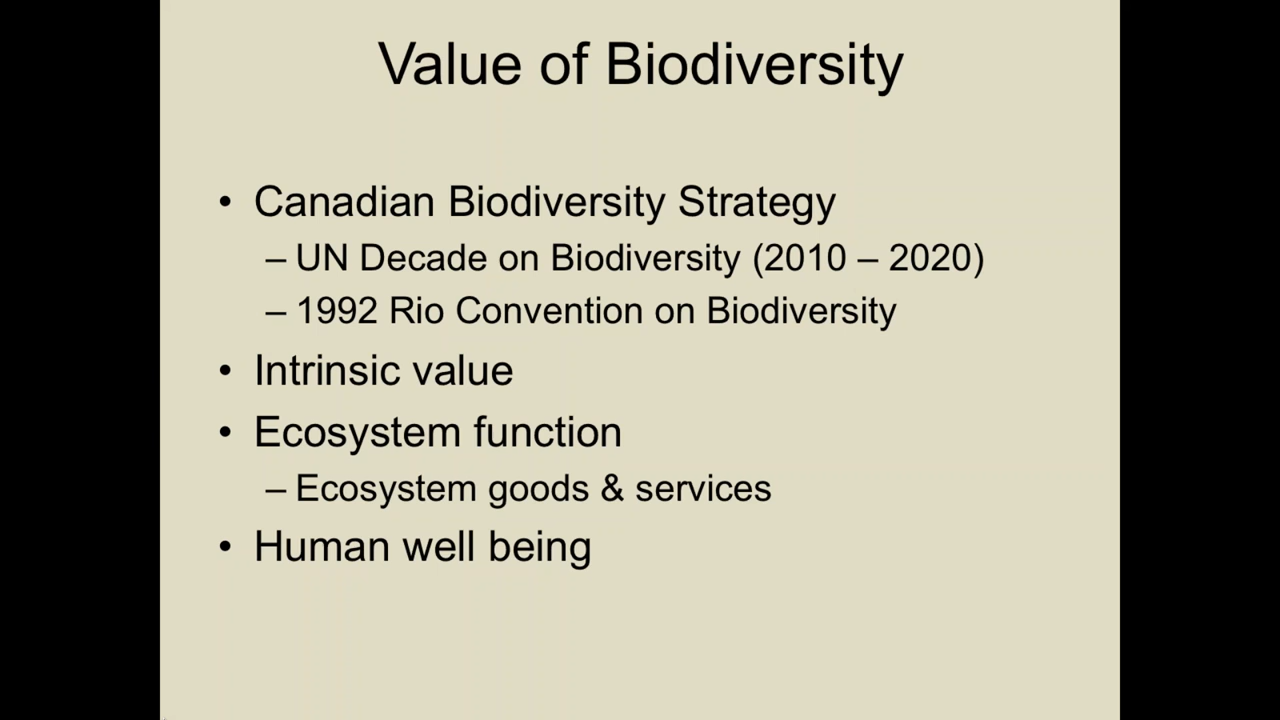 Value of Biodiversity
• Canadian Biodiversity Strategy
– UN Decade on Biodiversity (2010 – 2020)
– 1992 Rio Convention on Biodiversity
• Intrinsic value
• Ecosystem function
– Ecosystem goods & services
• Human well being